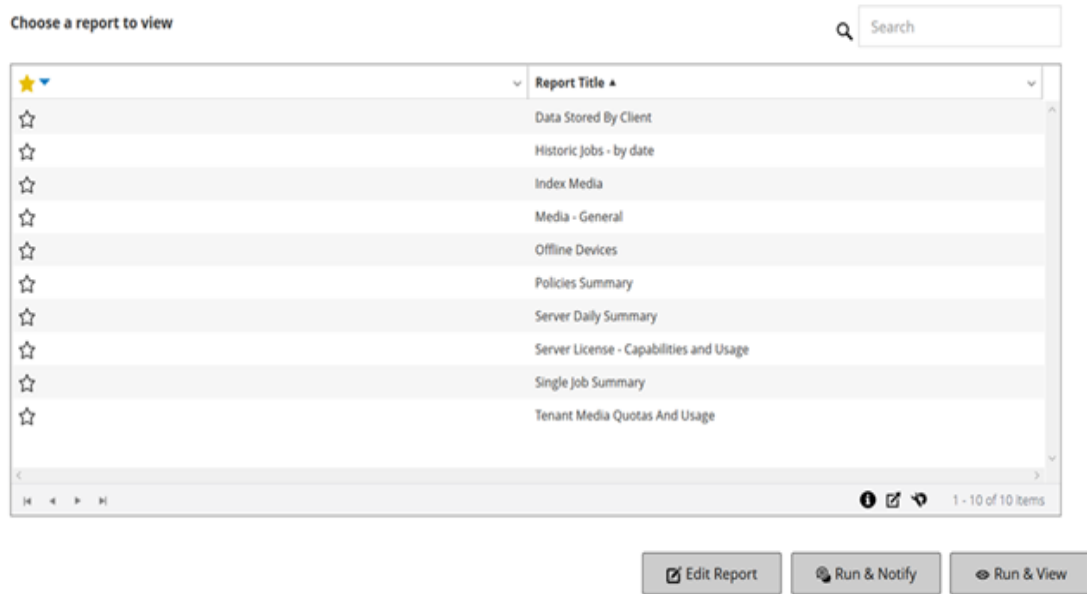 Choose a report to view
Search
Report Title
Data Stored By Client
Historic Jobs - by date
Index Media
Media - General
Offline Devices
Policies Summary
Server Daily Summary
Server License - Capabilities and Usage
Single Job Summary
Tenant Media Quotas And Usage
1 - 10 of 10 items
Edit Report Run & Notify Run & View